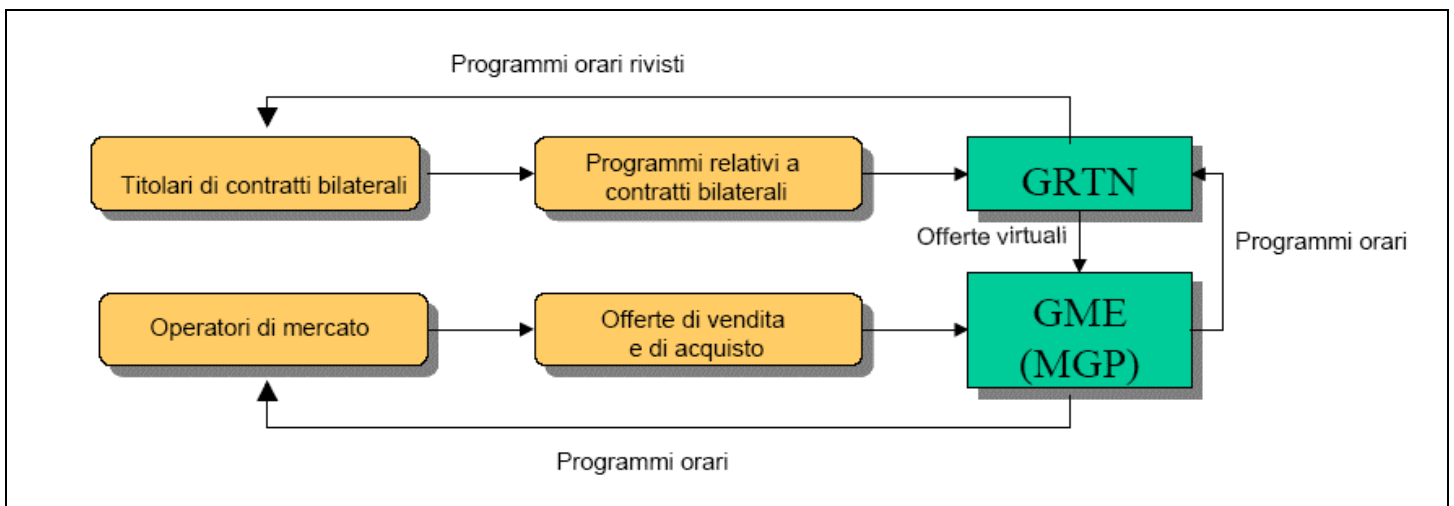 Programmi orari rivisti
Titolari di contratti bilaterali
Programmi relativi a
contratti bilaterali
GRTN
Offerte virtuali
Programmi orari
Operatori di mercato
Offerte di vendita
e di acquisto
GME
(MGP)
Programmi orari